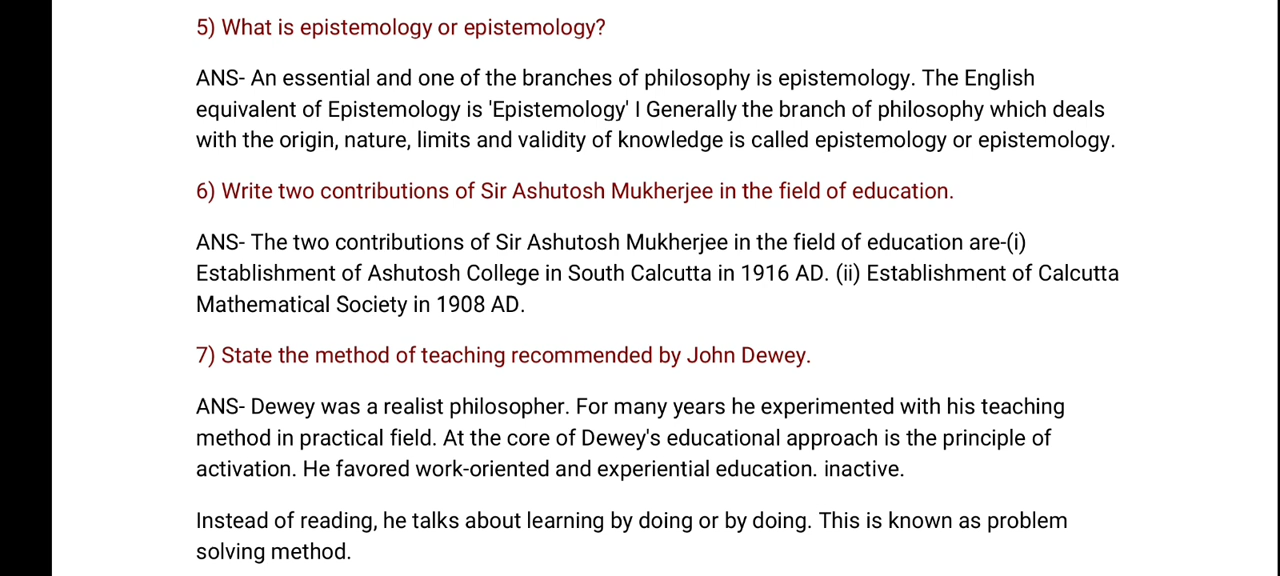 5) What is epistemology or epistemology?
ANS- An essential and one of the branches of philosophy is epistemology. The English
equivalent of Epistemology is 'Epistemology' I Generally the branch of philosophy which deals
with the origin, nature, limits and validity of knowledge is called epistemology or epistemology.
6) Write two contributions of Sir Ashutosh Mukherjee in the field of education.
ANS- The two contributions of Sir Ashutosh Mukherjee in the field of education are-(i)
Establishment of Ashutosh College in South Calcutta in 1916 AD. (ii) Establishment of Calcutta
Mathematical Society in 1908 AD.
7) State the method of teaching recommended by John Dewey.
ANS- Dewey was a realist philosopher. For many years he experimented with his teaching
method in practical field. At the core of Dewey's educational approach is the principle of
activation. He favored work-oriented and experiential education. inactive.
Instead of reading, he talks about learning by doing or by doing. This is known as problem
solving method.